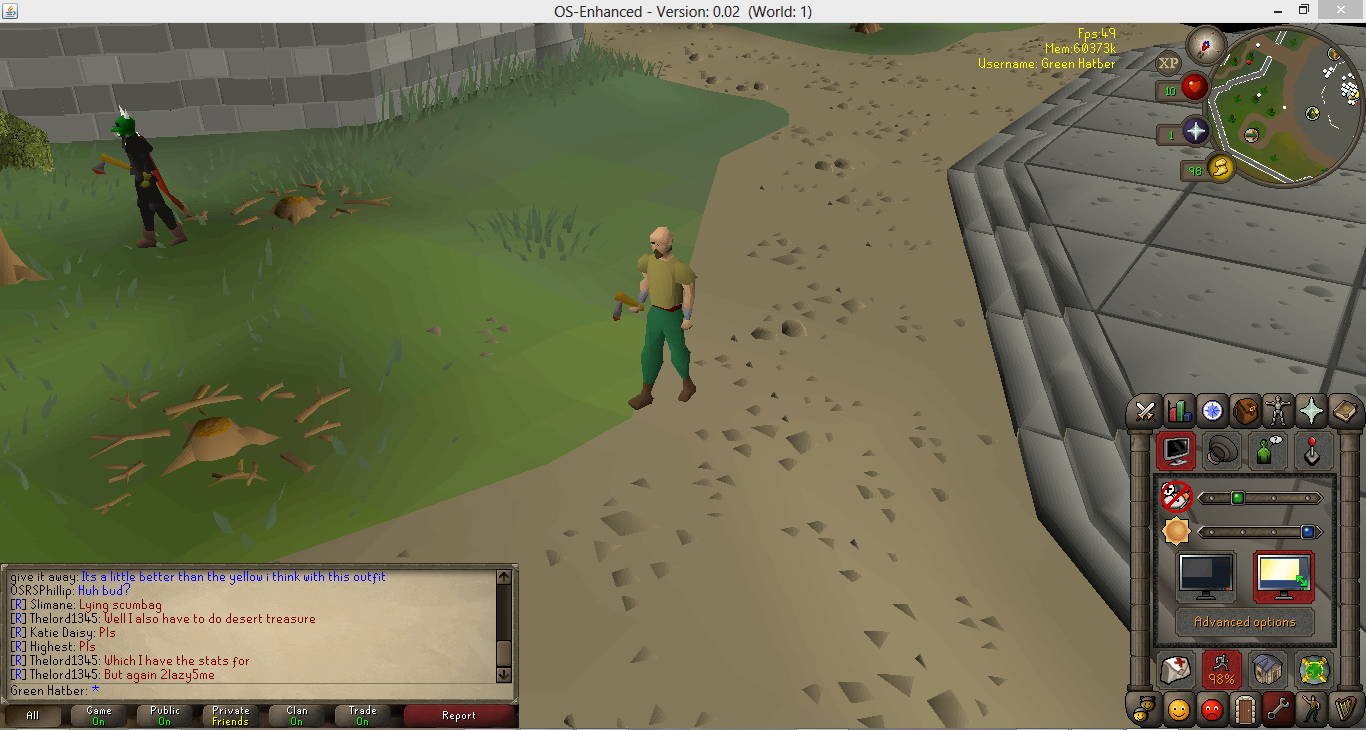 OS-Enhanced - Version: 0.02 (World: 1)
Fps:49
Mem:60373k
Username: Green Hatber
XP
10
1
98
give it away: Its a little better than the yellow i think with this outfit
OSRSPhillip: Huh bud?
[R] Slimane: Lying scumbag
[R] Thelord1345: Well I also have to do desert treasure
[R] Katie Daisy: Pls
[R] Highest: Pls
[R] Thelord1345: Which I have the stats for
[R] Thelord1345: But again 2lazy5me
Green Hatber: *
All
Game
On
Public
On
Private
Friends
Clan
On
Trade
On
Report
Advanced options
98%